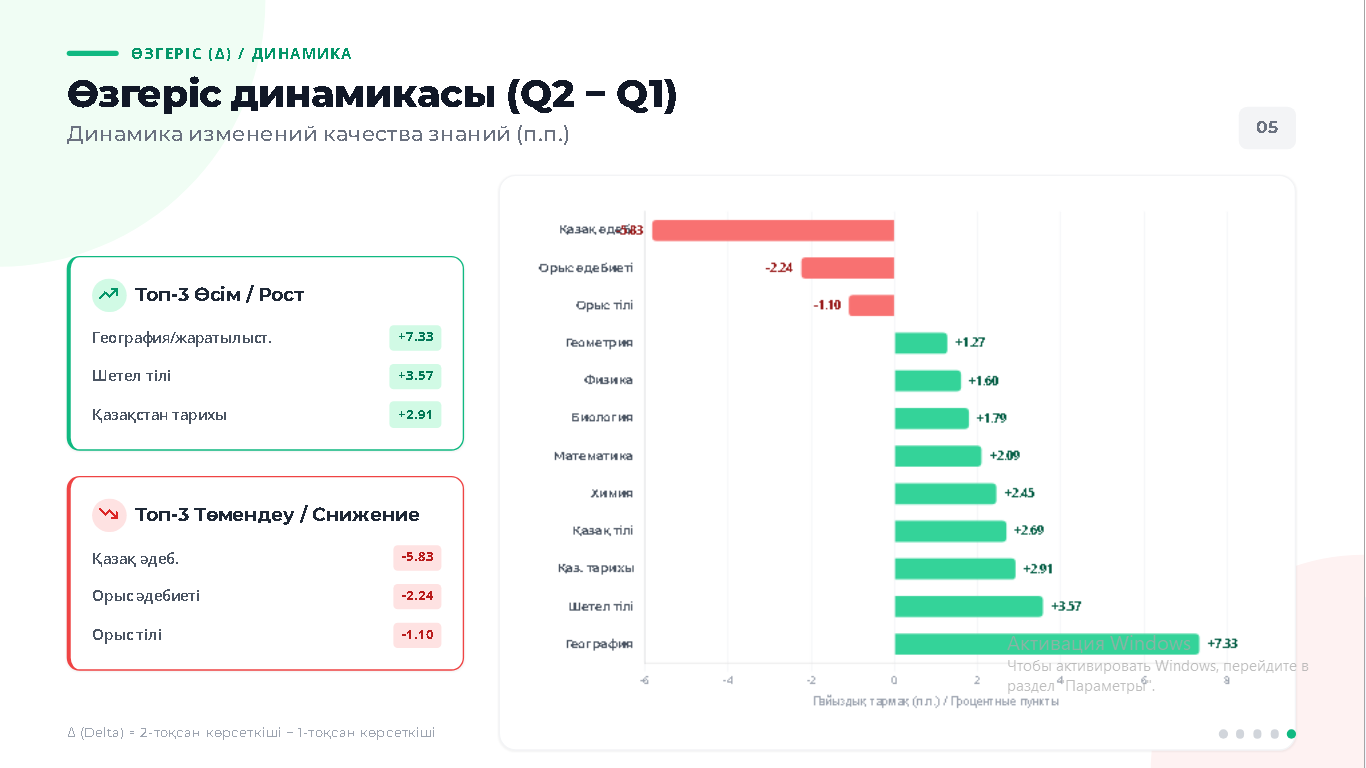 ӨЗГЕРІС (Δ) / ДИНАМИКА
Өзгеріс динамикасы (Q2 − Q1)
Динамика изменений качества знаний (п.п.)
05
Топ-3 Өсім / Рост
География/жаратылыст. +7.33
Шетел тілі +3.57
Қазақстан тарихы +2.91
Топ-3 Төмендеу / Снижение
Қазақ әдеб. -5.83
Орыс әдебиеті -2.24
Орыс тілі -1.10
Δ (Delta) = 2-тоқсан көрсеткіші − 1-тоқсан көрсеткіші
Қазақ -5.83
Орыс әдебиеті -2.24
Орыс тілі -1.10
Геометрия +1.27
Физика +1.60
Биология +1.79
Математика +2.09
Химия +2.45
Қазақ тілі +2.69
Қаз. тарихы +2.91
Шетел тілі +3.57
География +7.33
-6 -4 -2 0 2 4 6 8
Пайыздық тармақ (п.п.) / Процентные пункты
Активация Windows
Чтобы активировать Windows, перейдите в
раздел "Параметры".